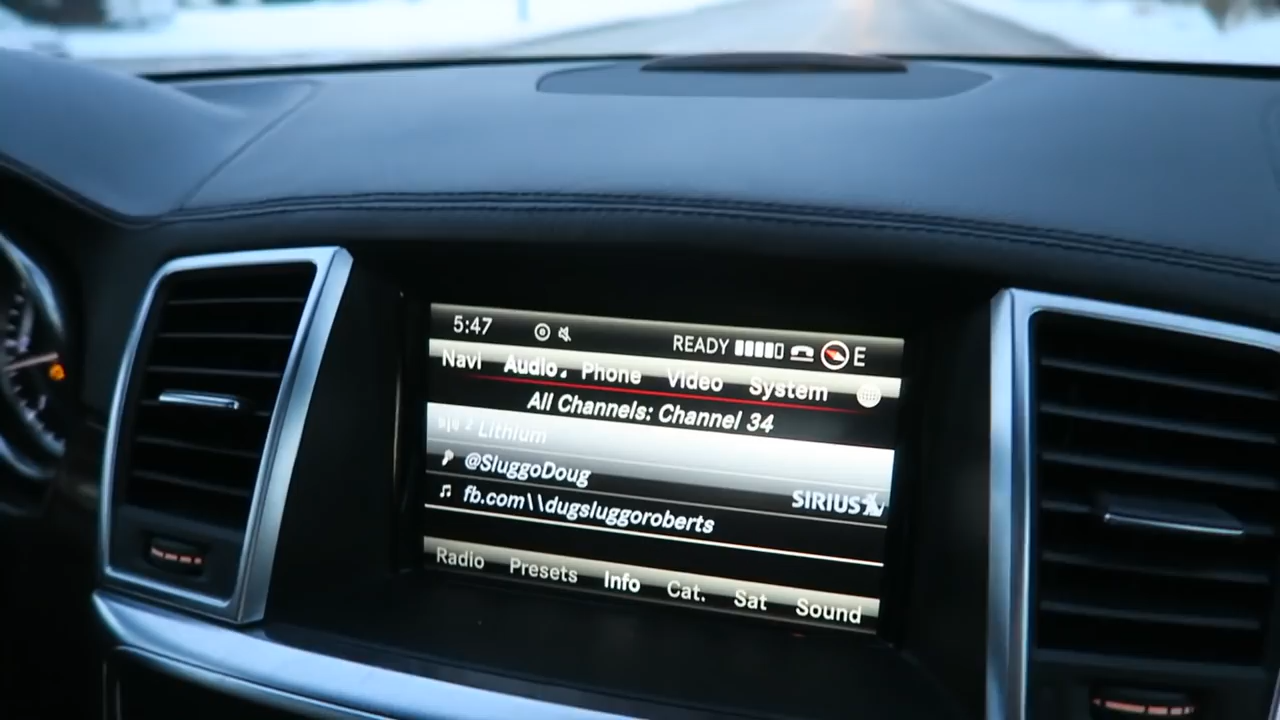 5:47 READY E
Navi Audio Phone Video System
All Channels: Channel 34
Lithium
@SluggoDoug
SIRIUS
fb.com\\dugsluggoroberts
Radio Presets Info Cat. Sat Sound